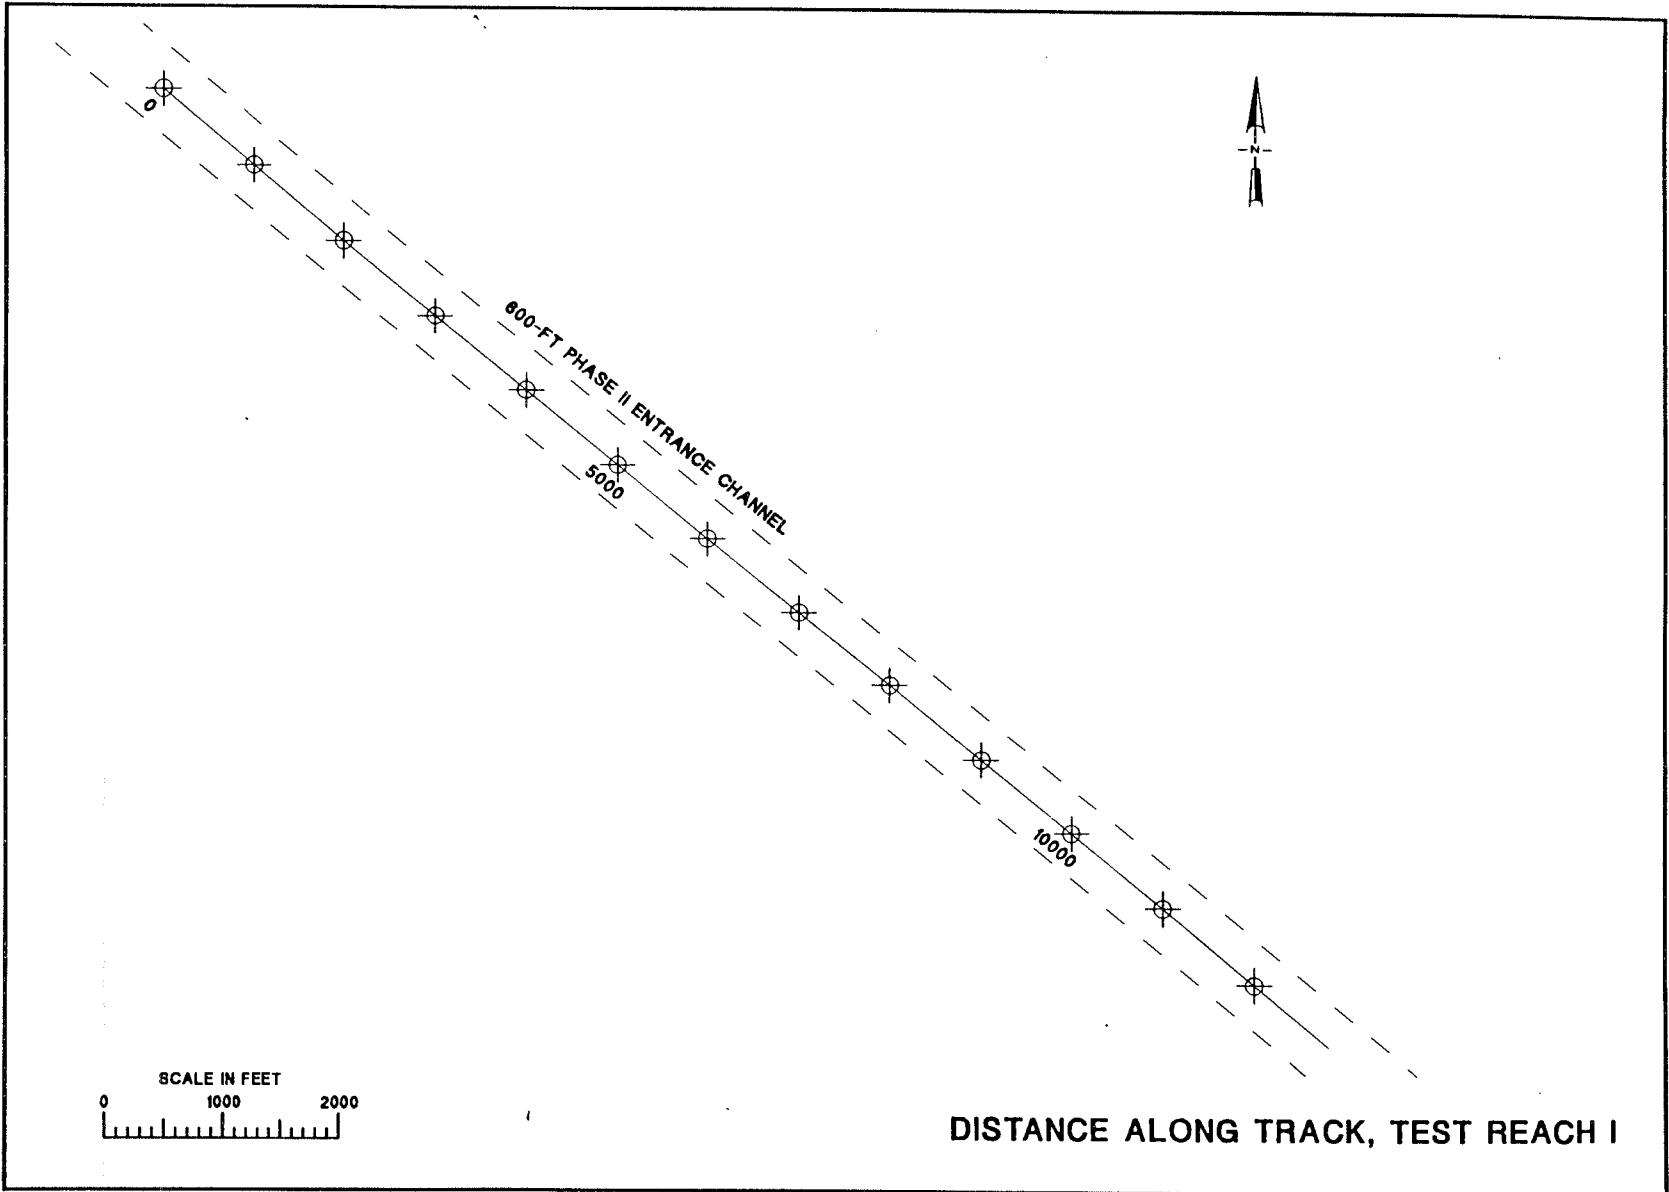 0
600-FT PHASE II ENTRANCE CHANNEL
-N-
5000
10000
SCALE IN FEET
0 1000 2000
DISTANCE ALONG TRACK, TEST REACH I